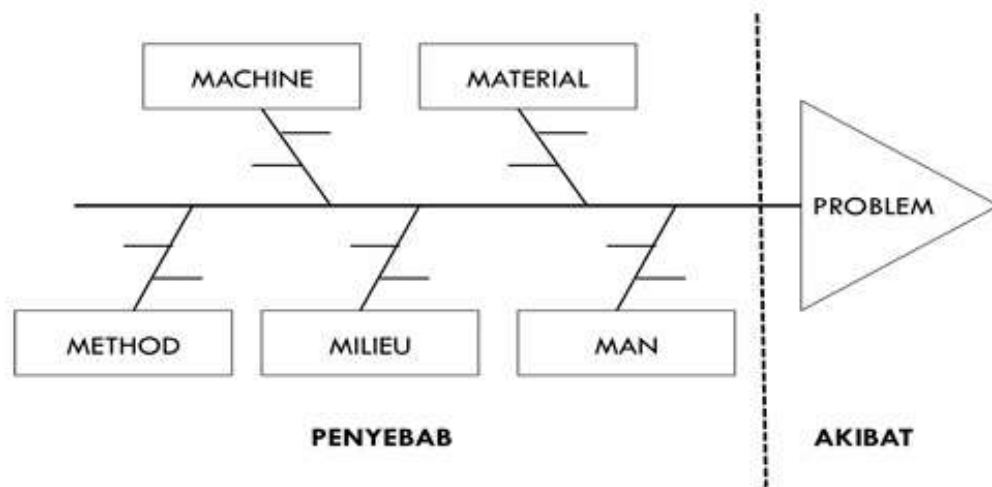 MACHINE
MATERIAL
PROBLEM
METHOD
MILIEU
MAN
PENYEBAB
AKIBAT